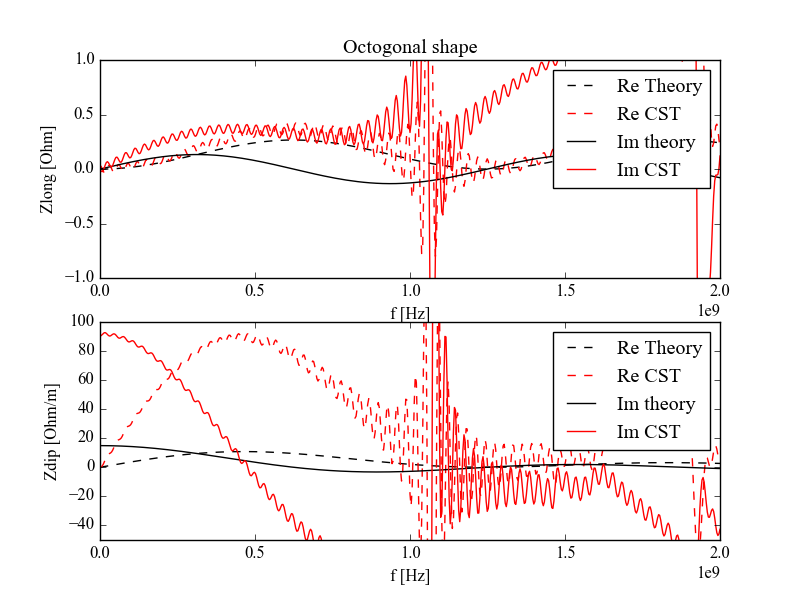 Octogonal shape
1.0
0.5
0.0
−0.5
−1.0
Zlong [Ohm]
Re Theory
Re CST
Im theory
Im CST
0.0 0.5 1.0 1.5 2.0
f [Hz] 1e9
100
80
60
40
20
0
−20
−40
Zdip [Ohm/m]
Re Theory
Re CST
Im theory
Im CST
0.0 0.5 1.0 1.5 2.0
f [Hz] 1e9